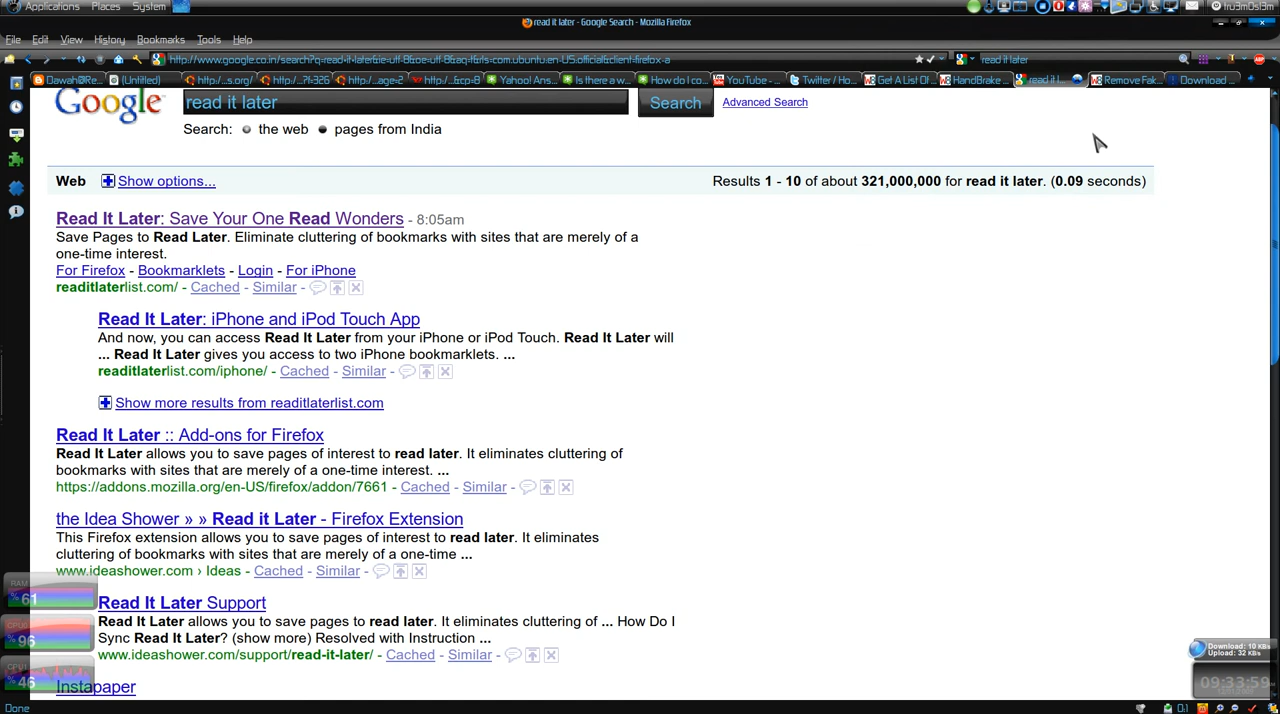 Applications Places System
tru3m0sl3m
read it later - Google Search - Mozilla Firefox
File Edit View History Bookmarks Tools Help
http://www.google.co.in/search?q=read+it+later&ie=utf-8&oe=utf-8&aq=t&rls=com.ubuntu:en-US:official&client=firefox-a
read it later
Dawah@Re... (Untitled) http:/...s.org/ http:/...?t-326 http:/...age=2 http:/...&cp=8 Yahoo! Ans... Is there a w... How do I co... YouTube - ... Twitter / Ho... Get A List Of... HandBrake ... read it l... Remove Fak... Download ...
Google read it later Search Advanced Search
Search: the web pages from India
Web Show options... Results 1 - 10 of about 321,000,000 for read it later. (0.09 seconds)
Read It Later: Save Your One Read Wonders - 8:05am
Save Pages to Read Later. Eliminate cluttering of bookmarks with sites that are merely of a
one-time interest.
For Firefox - Bookmarklets - Login - For iPhone
readitlaterlist.com/ - Cached - Similar -
Read It Later: iPhone and iPod Touch App
And now, you can access Read It Later from your iPhone or iPod Touch. Read It Later will
... Read It Later gives you access to two iPhone bookmarklets. ...
readitlaterlist.com/iphone/ - Cached - Similar -
Show more results from readitlaterlist.com
Read It Later :: Add-ons for Firefox
Read It Later allows you to save pages of interest to read later. It eliminates cluttering of
bookmarks with sites that are merely of a one-time interest. ...
https://addons.mozilla.org/en-US/firefox/addon/7661 - Cached - Similar -
the Idea Shower » » Read it Later - Firefox Extension
This Firefox extension allows you to save pages of interest to read later. It eliminates
cluttering of bookmarks with sites that are merely of a one-time ...
www.ideashower.com › Ideas - Cached - Similar -
RAM
% 61
Read It Later Support
Read It Later allows you to save pages to read later. It eliminates cluttering of ... How Do I
Sync Read It Later? (show more) Resolved with Instruction ...
www.ideashower.com/support/read-it-later/ - Cached - Similar -
CPU0
% 96
CPU1
% 46
Instapaper
Download: 10 KB/s
Upload: 32 KB/s
09:33:59
Done